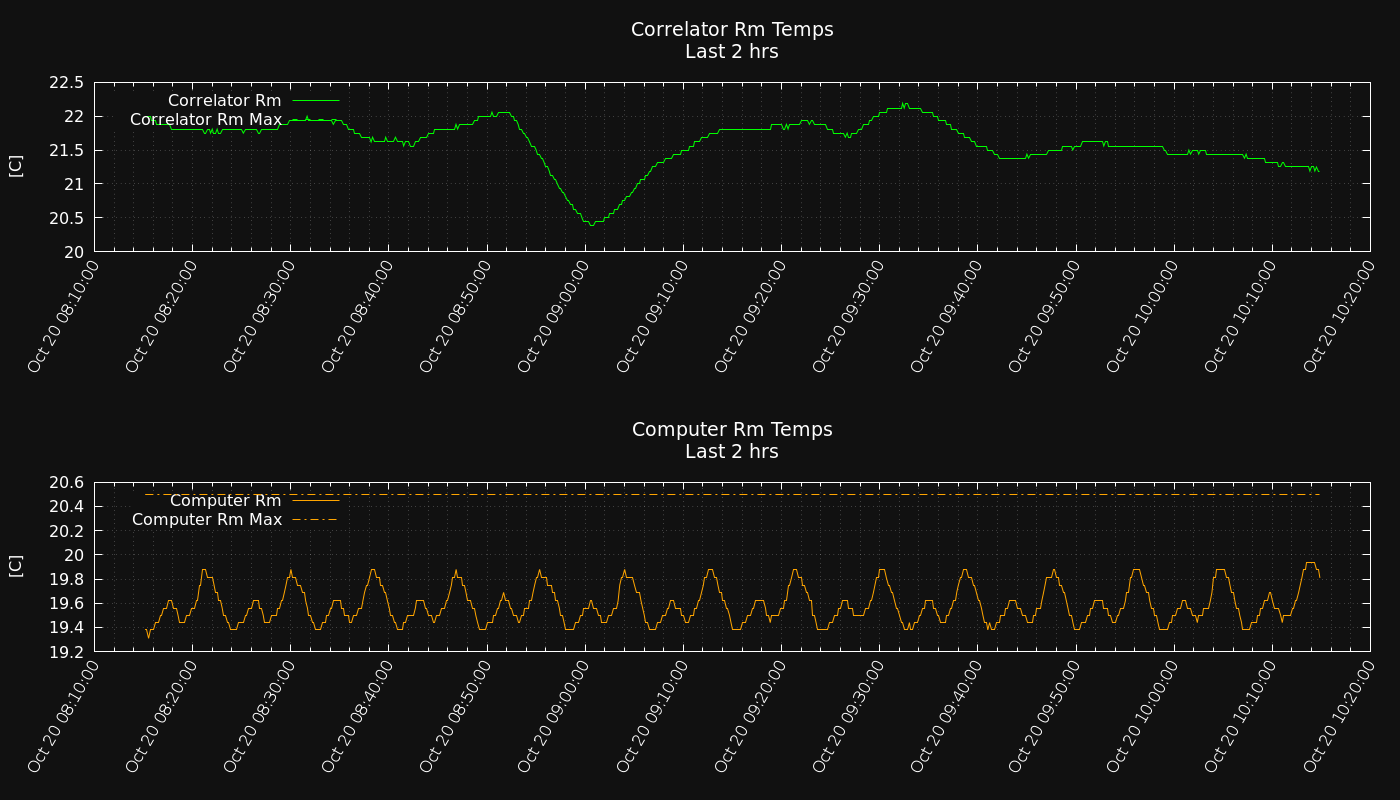 Correlator Rm Temps
Last 2 hrs
[C]
22.5
22
21.5
21
20.5
20
Correlator Rm
Correlator Rm Max
Oct 20 08:10:00
Oct 20 08:20:00
Oct 20 08:30:00
Oct 20 08:40:00
Oct 20 08:50:00
Oct 20 09:00:00
Oct 20 09:10:00
Oct 20 09:20:00
Oct 20 09:30:00
Oct 20 09:40:00
Oct 20 09:50:00
Oct 20 10:00:00
Oct 20 10:10:00
Oct 20 10:20:00
Computer Rm Temps
Last 2 hrs
[C]
20.6
20.4
20.2
20
19.8
19.6
19.4
19.2
Computer Rm
Computer Rm Max
Oct 20 08:10:00
Oct 20 08:20:00
Oct 20 08:30:00
Oct 20 08:40:00
Oct 20 08:50:00
Oct 20 09:00:00
Oct 20 09:10:00
Oct 20 09:20:00
Oct 20 09:30:00
Oct 20 09:40:00
Oct 20 09:50:00
Oct 20 10:00:00
Oct 20 10:10:00
Oct 20 10:20:00